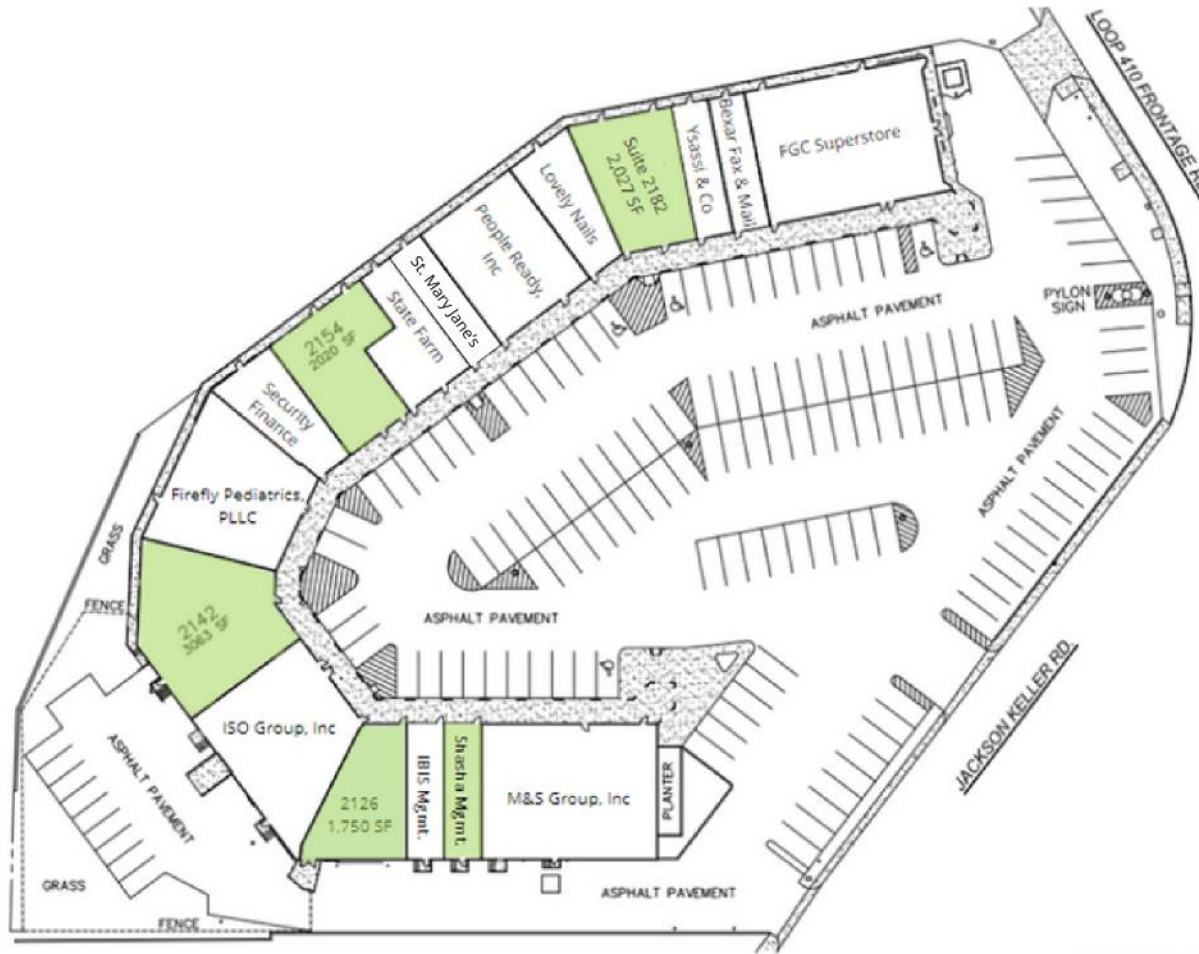 LOOP 410 FRONTAGE RD
FGC Superstore
Bexar Fax & Mail
Ysassi & Co
Suite 2182
2,027 SF
Lovely Nails
People Ready,
Inc.
St. Mary Jane's
State Farm
2154
2020 SF
Security
Finance
Firefly Pediatrics,
PLLC
PYLON
SIGN
ASPHALT PAVEMENT
ASPHALT PAVEMENT
GRASS
FENCE
2142
3063 SF
ASPHALT PAVEMENT
ISO Group, Inc
JACKSON KELLER RD
ASPHALT PAVEMENT
2126
1,750 SF
IBIS Mgmt.
Shasha Mgmt.
M&S Group, Inc
PLANTER
GRASS
ASPHALT PAVEMENT
FENCE